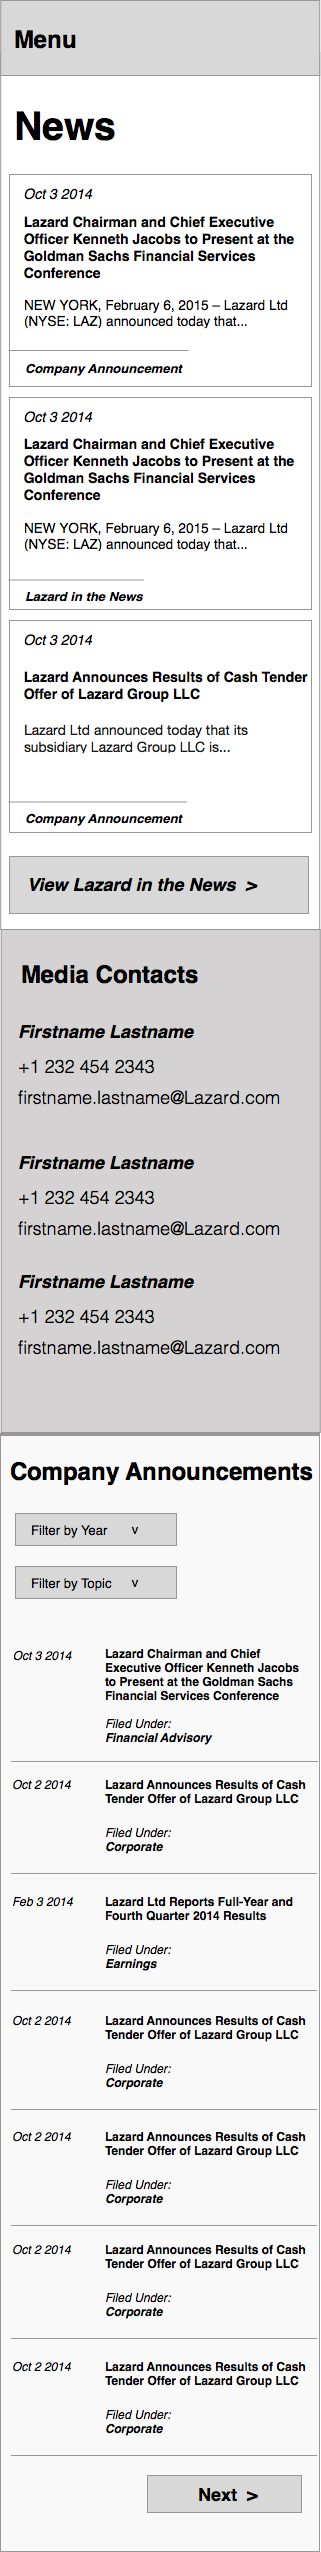 Menu
News
Oct 3 2014
Lazard Chairman and Chief Executive
Officer Kenneth Jacobs to Present at the
Goldman Sachs Financial Services
Conference
NEW YORK, February 6, 2015 – Lazard Ltd
(NYSE: LAZ) announced today that...
Company Announcement
Oct 3 2014
Lazard Chairman and Chief Executive
Officer Kenneth Jacobs to Present at the
Goldman Sachs Financial Services
Conference
NEW YORK, February 6, 2015 – Lazard Ltd
(NYSE: LAZ) announced today that...
Lazard in the News
Oct 3 2014
Lazard Announces Results of Cash Tender
Offer of Lazard Group LLC
Lazard Ltd announced today that its
subsidiary Lazard Group LLC is...
Company Announcement
View Lazard in the News >
Media Contacts
Firstname Lastname
+1 232 454 2343
firstname.lastname@Lazard.com
Firstname Lastname
+1 232 454 2343
firstname.lastname@Lazard.com
Firstname Lastname
+1 232 454 2343
firstname.lastname@Lazard.com
Company Announcements
Filter by Year v
Filter by Topic v
Oct 3 2014 Lazard Chairman and Chief
Executive Officer Kenneth Jacobs
to Present at the Goldman Sachs
Financial Services Conference
Filed Under:
Financial Advisory
Oct 2 2014 Lazard Announces Results of Cash
Tender Offer of Lazard Group LLC
Filed Under:
Corporate
Feb 3 2014 Lazard Ltd Reports Full-Year and
Fourth Quarter 2014 Results
Filed Under:
Earnings
Oct 2 2014 Lazard Announces Results of Cash
Tender Offer of Lazard Group LLC
Filed Under:
Corporate
Oct 2 2014 Lazard Announces Results of Cash
Tender Offer of Lazard Group LLC
Filed Under:
Corporate
Oct 2 2014 Lazard Announces Results of Cash
Tender Offer of Lazard Group LLC
Filed Under:
Corporate
Oct 2 2014 Lazard Announces Results of Cash
Tender Offer of Lazard Group LLC
Filed Under:
Corporate
Next >